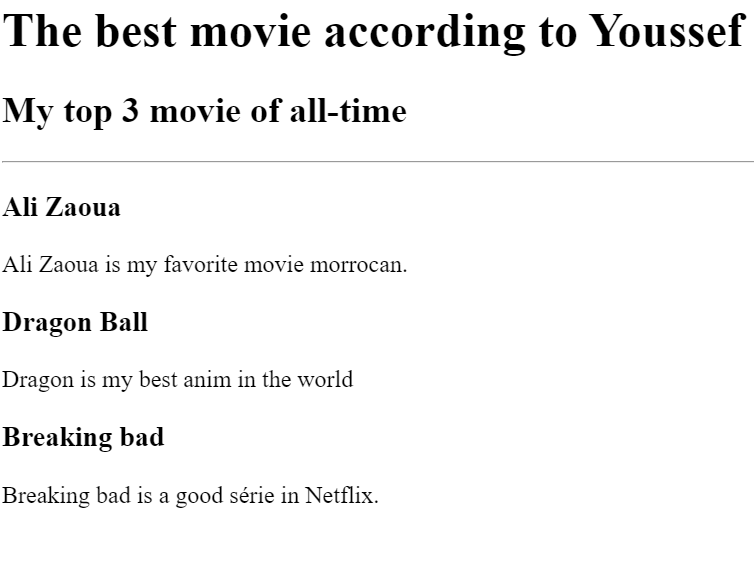 The best movie according to Youssef
My top 3 movie of all-time
Ali Zaoua
Ali Zaoua is my favorite movie morrocan.
Dragon Ball
Dragon is my best anim in the world
Breaking bad
Breaking bad is a good série in Netflix.